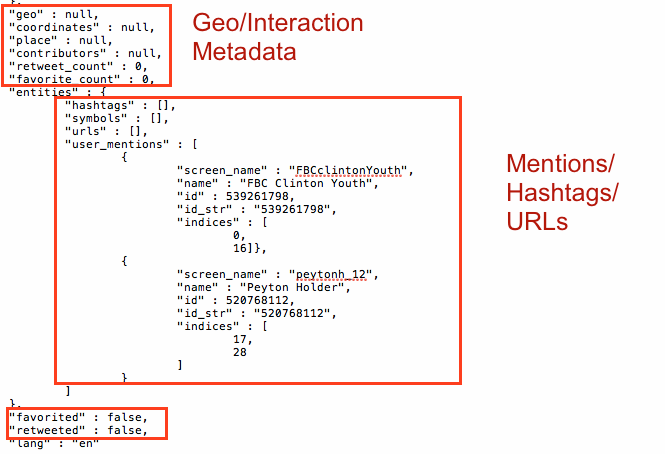 },
"geo" : null,
"coordinates" : null,
"place" : null,
"contributors" : null,
"retweet_count" : 0,
"favorite_count" : 0,
Geo/Interaction
Metadata
"entities" : {
"hashtags" : [],
"symbols" : [],
"urls" : [],
"user_mentions" : [
{
"screen_name" : "FBCclintonYouth",
"name" : "FBC Clinton Youth",
"id" : 539261798,
"id_str" : "539261798",
"indices" : [
0,
16]},
{
"screen_name" : "peytonh_12",
"name" : "Peyton Holder",
"id" : 520768112,
"id_str" : "520768112",
"indices" : [
17,
28
]
}
]
Mentions/
Hashtags/
URLs
},
"favorited" : false,
"retweeted" : false,
"lang" : "en"